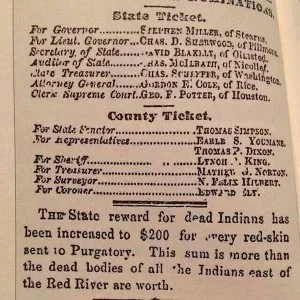 NOMINATIONS,
State Ticket.
For Governor............STEPHEN MILLER, of Stearns.
For Lieut. Governor...CHAS. D. SHERWOOD, of Fillmore.
Secretary of State......DAVID BLAKELY, of Olmsted.
Auditor of State.........CHAS. McILRATH, of Nicollet.
State Treasurer.........CHAS. SCHEFFER, of Washington.
Attorney General......GORDON E. COLE, of Rice.
Clerk Supreme Court..GEO. F. POTTER, of Houston.
County Ticket.
For State Senator................THOMAS SIMPSON.
For Representatives.............EARLE S. YOUMANS.
THOMAS P. DIXON.
For Sheriff
For Treasurer
For Surveyor.....................N. FELIX HILBERT.
For Coroner......................EDWARD ELY.
The State reward for dead Indians has
been increased to $200 for every red-skin
sent to Purgatory. This sum is more than
the dead bodies of all the Indians east of
the Red River are worth.